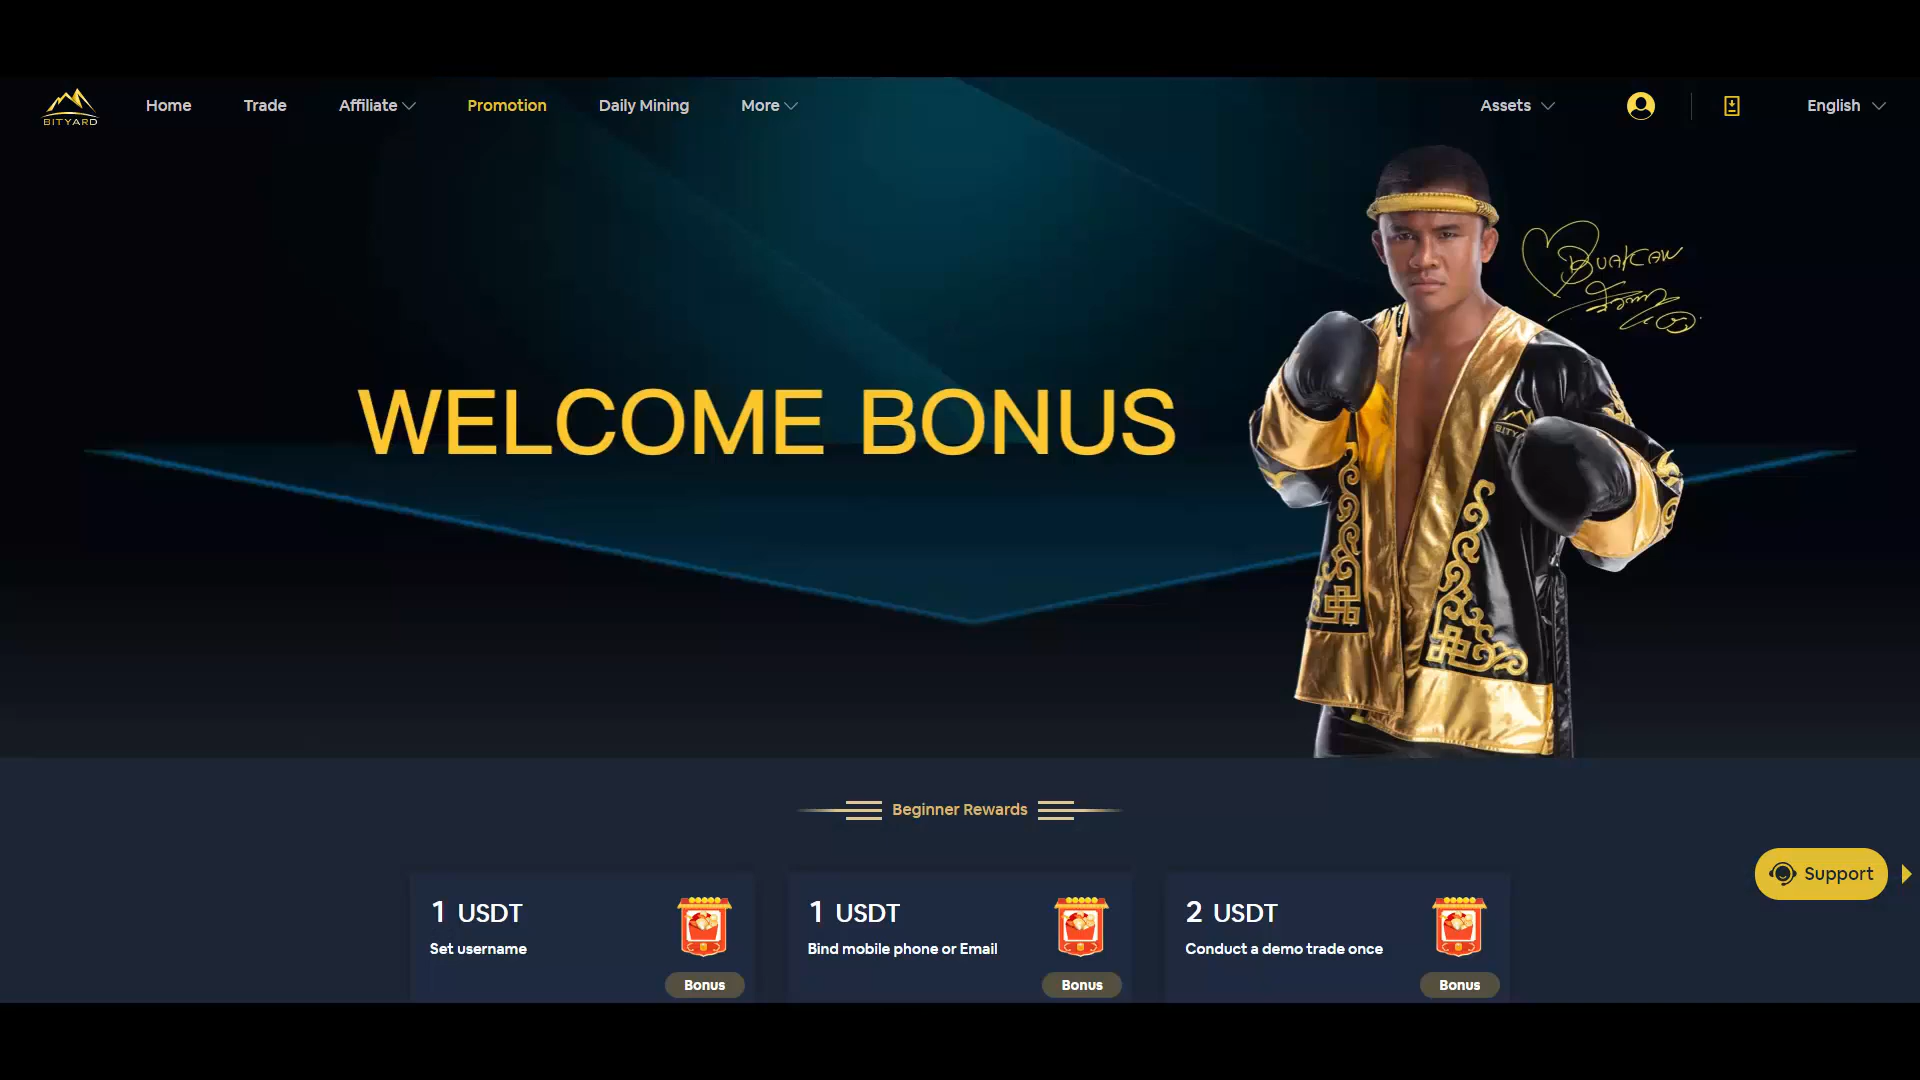 BITYARD
Home
Trade
Affiliate
Promotion
Daily Mining
More
Assets
English
Buakaw
WELCOME BONUS
Beginner Rewards
1 USDT
Set username
Bonus
1 USDT
Bind mobile phone or Email
Bonus
2 USDT
Conduct a demo trade once
Bonus
Support